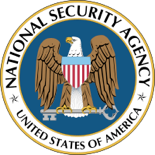 NATIONAL SECURITY AGENCY
UNITED STATES OF AMERICA